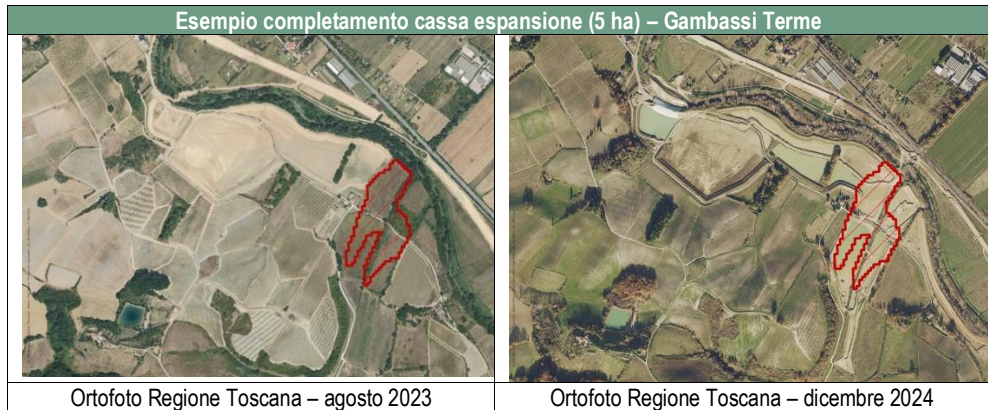 Esempio completamento cassa espansione (5 ha) – Gambassi Terme
Ortofoto Regione Toscana – agosto 2023
Ortofoto Regione Toscana – dicembre 2024